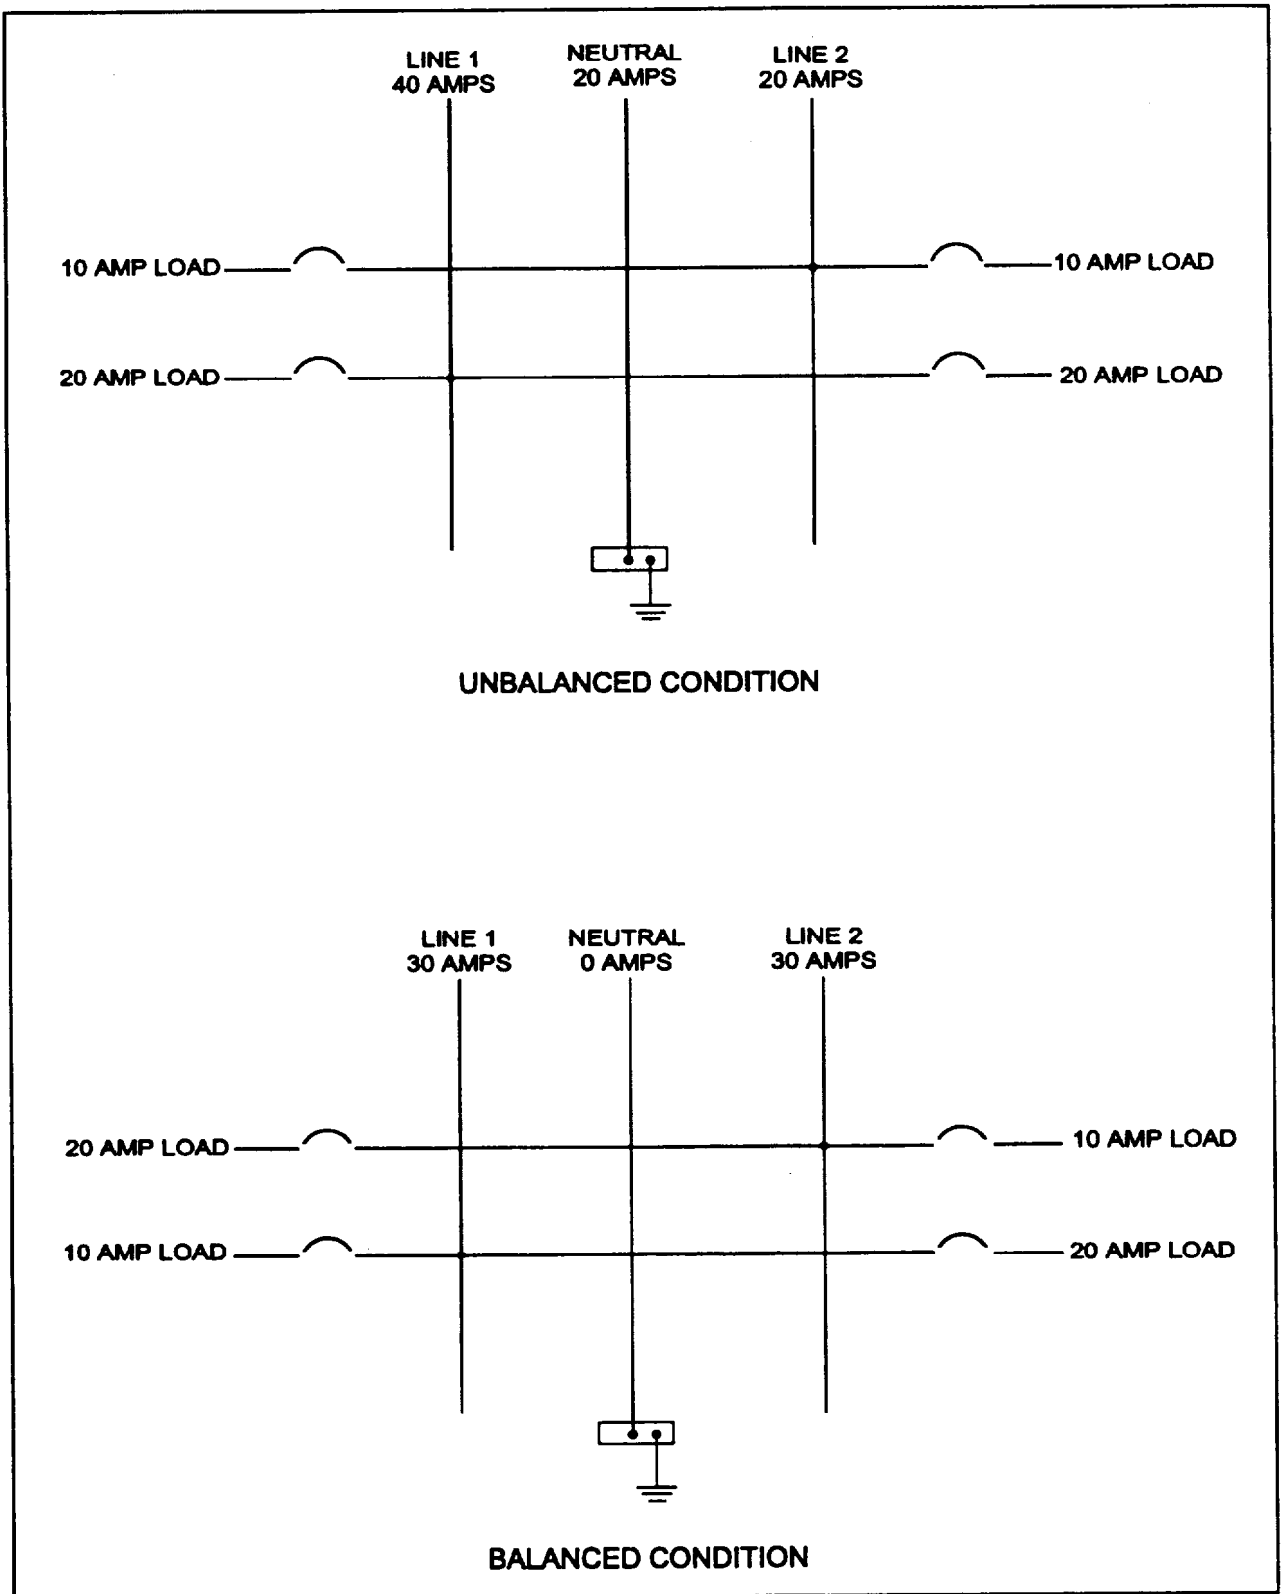 LINE 1
40 AMPS
NEUTRAL
20 AMPS
LINE 2
20 AMPS
10 AMP LOAD
10 AMP LOAD
20 AMP LOAD
20 AMP LOAD
UNBALANCED CONDITION
LINE 1
30 AMPS
NEUTRAL
0 AMPS
LINE 2
30 AMPS
20 AMP LOAD
10 AMP LOAD
10 AMP LOAD
20 AMP LOAD
BALANCED CONDITION